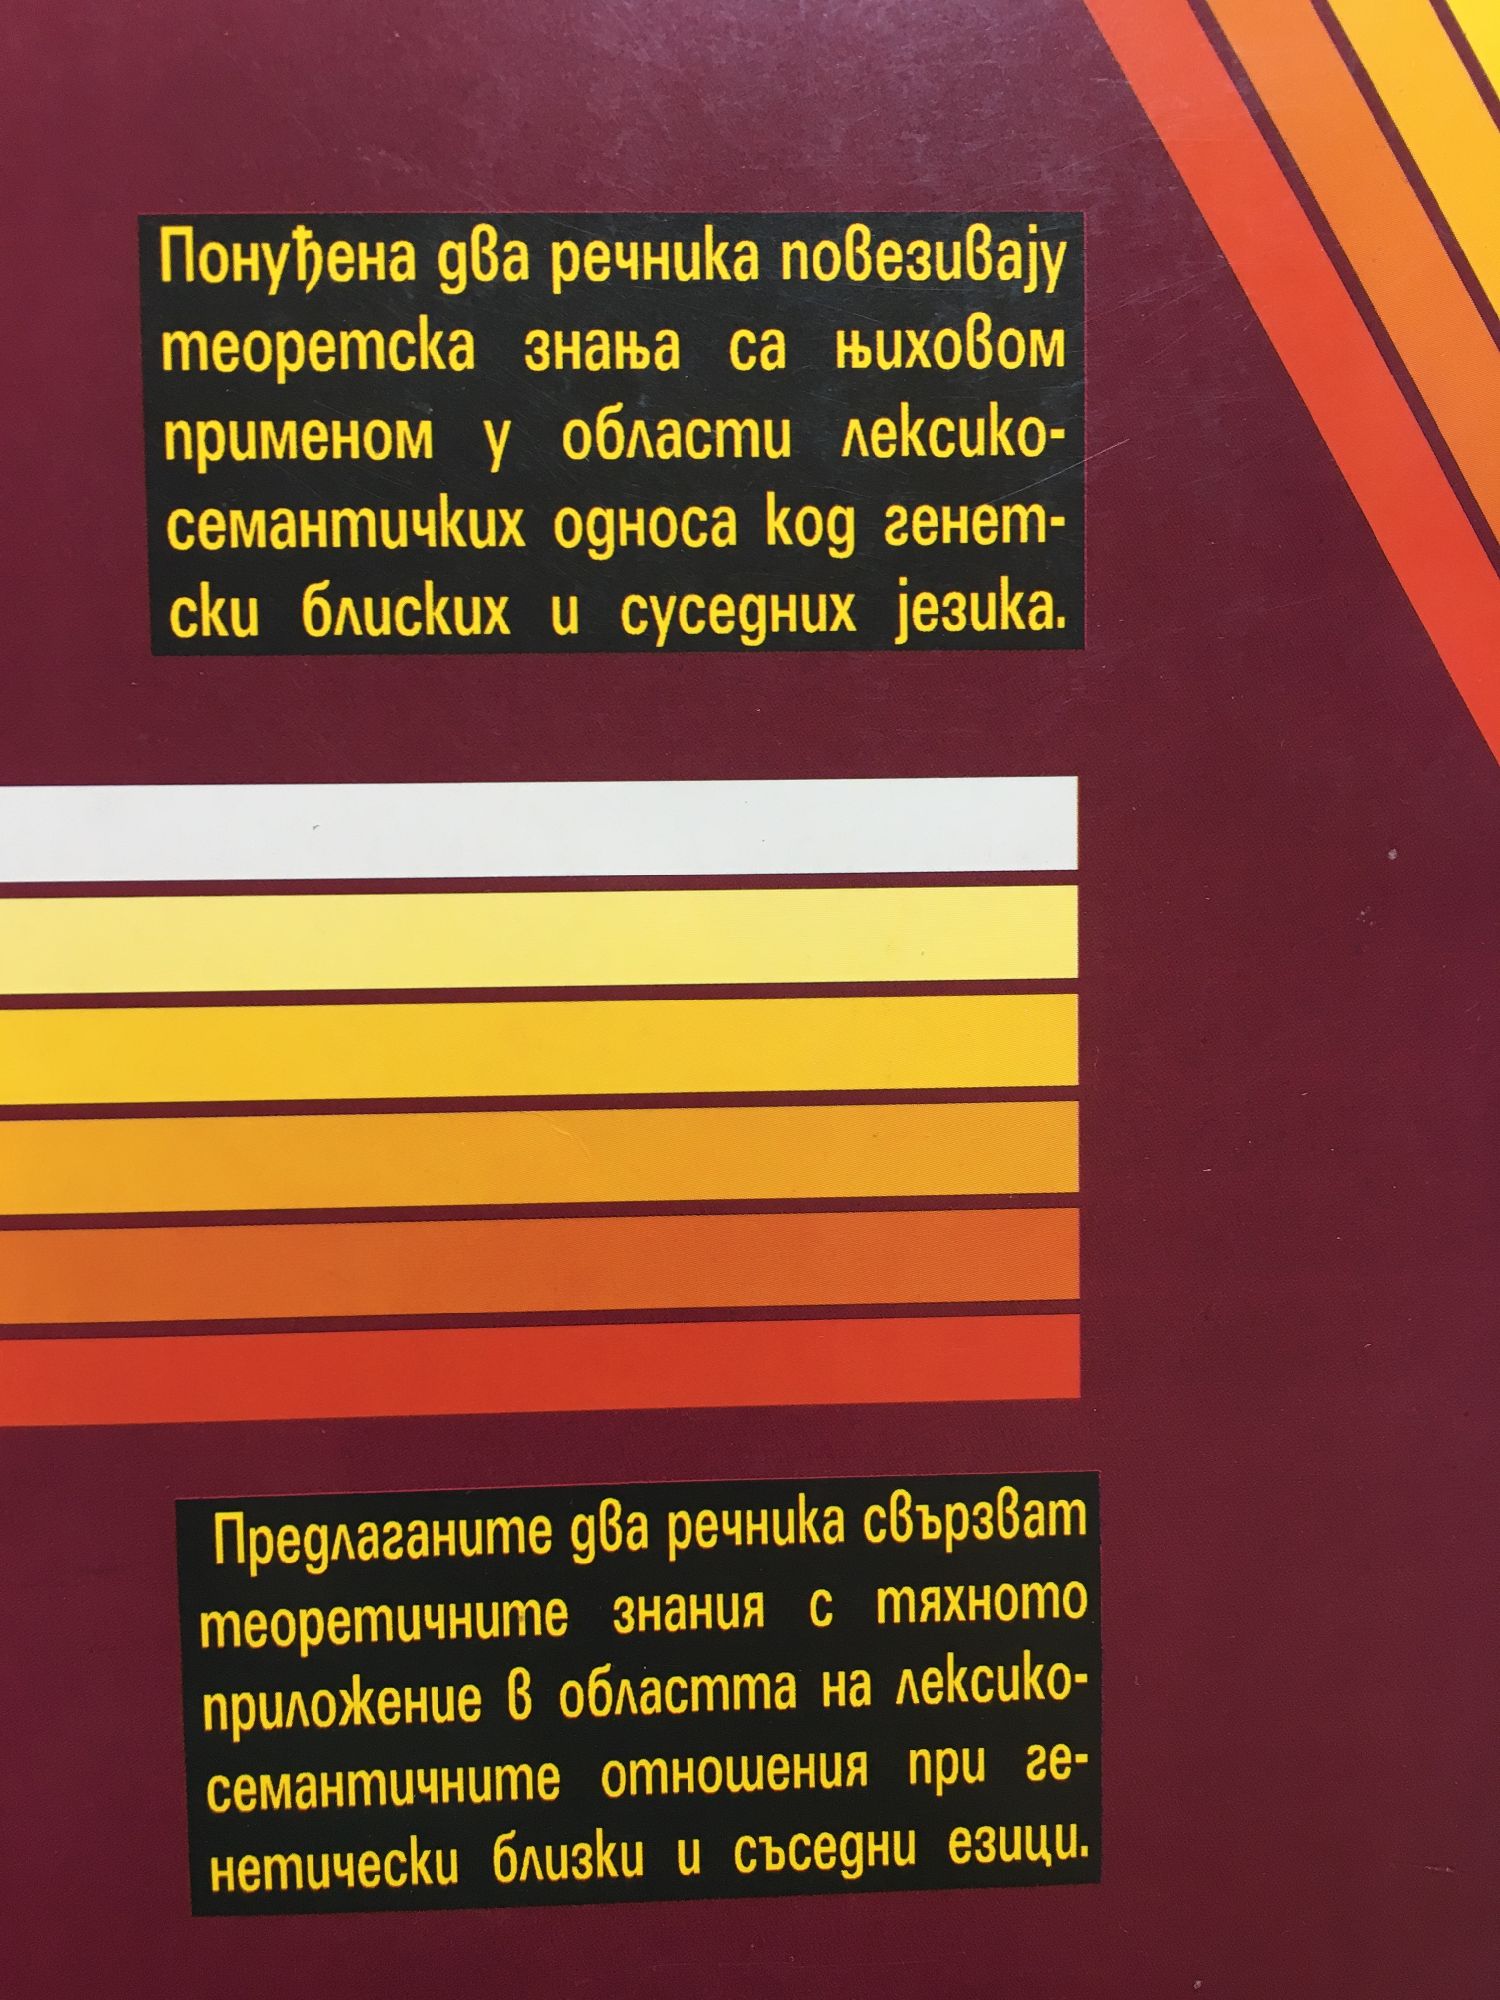 Понуђена два речника повезивају
теоретска знања са њиховом
применом у области лексико-
семантичких односа код генет-
ски блиских и суседних језика.
Предлаганите два речника свързват
теоретичните знания с тяхното
приложение в областта на лексико-
семантичните отношения при ге-
нетически близки и съседни езици.